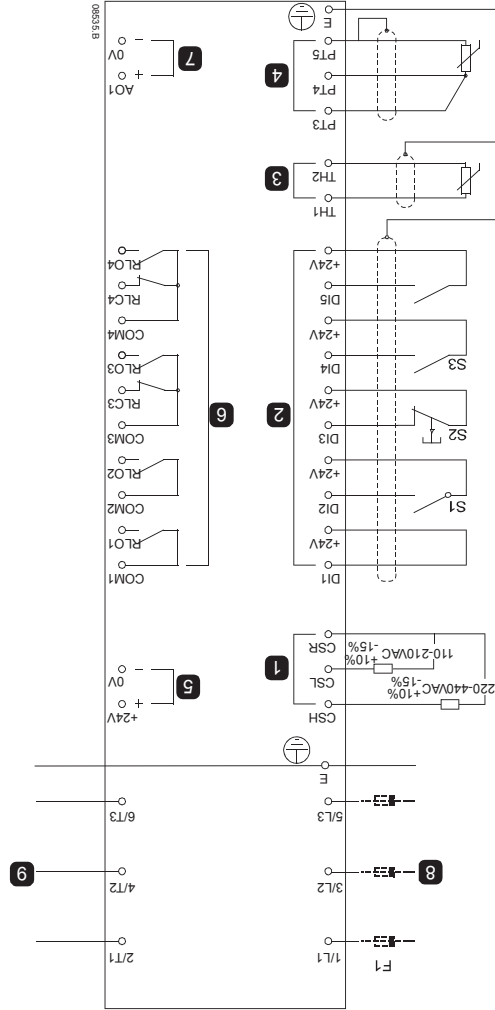 F1
1/L1
2/T1
8
3/L2
4/T2
9
5/L3
6/T3
E
220-440VAC +10% -15%
CSH
+24V
+
110-210VAC +10% -15%
CSL
1
5
0V
-
CSR
DI1
COM1
+24V
RLO1
S1
DI2
COM2
+24V
RLO2
S2
DI3
2
6
COM3
+24V
RLC3
S3
DI4
RLO3
+24V
COM4
DI5
RLC4
+24V
RLO4
TH1
3
TH2
PT3
PT4
4
+
AO1
PT5
7
-
0V
E
08535.B